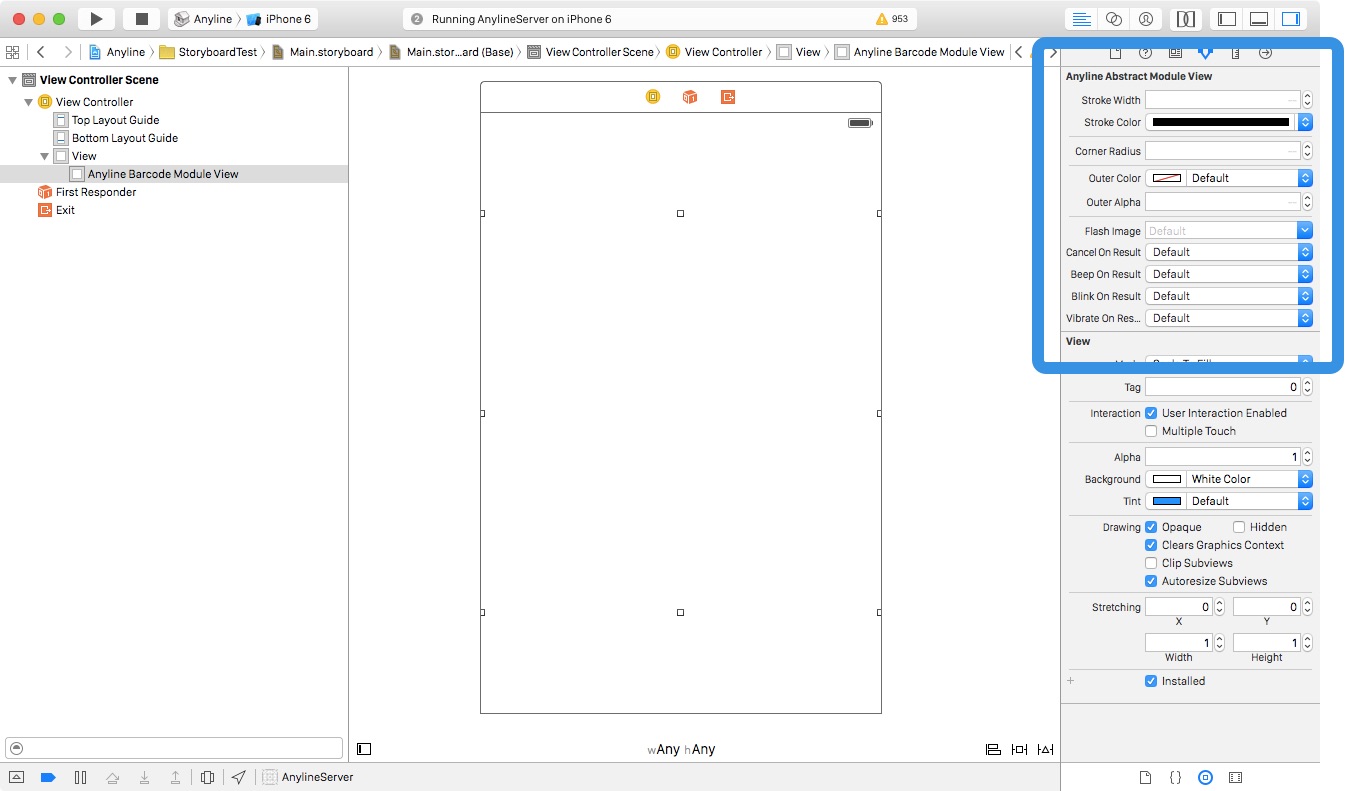 Anyline iPhone 6
2 Running AnylineServer on iPhone 6 953
Anyline StoryboardTest Main.storyboard Main.stor...ard (Base) View Controller Scene View Controller View Anyline Barcode Module View
View Controller Scene
View Controller
Top Layout Guide
Bottom Layout Guide
View
Anyline Barcode Module View
First Responder
Exit
wAny hAny
AnylineServer
Anyline Abstract Module View
Stroke Width
Stroke Color
Corner Radius
Outer Color Default
Outer Alpha
Flash Image Default
Cancel On Result Default
Beep On Result Default
Blink On Result Default
Vibrate On Res... Default
View
Tag 0
Interaction User Interaction Enabled
Multiple Touch
Alpha 1
Background White Color
Tint Default
Drawing Opaque Hidden
Clears Graphics Context
Clip Subviews
Autoresize Subviews
Stretching 0 0
X Y
1 1
Width Height
+ Installed